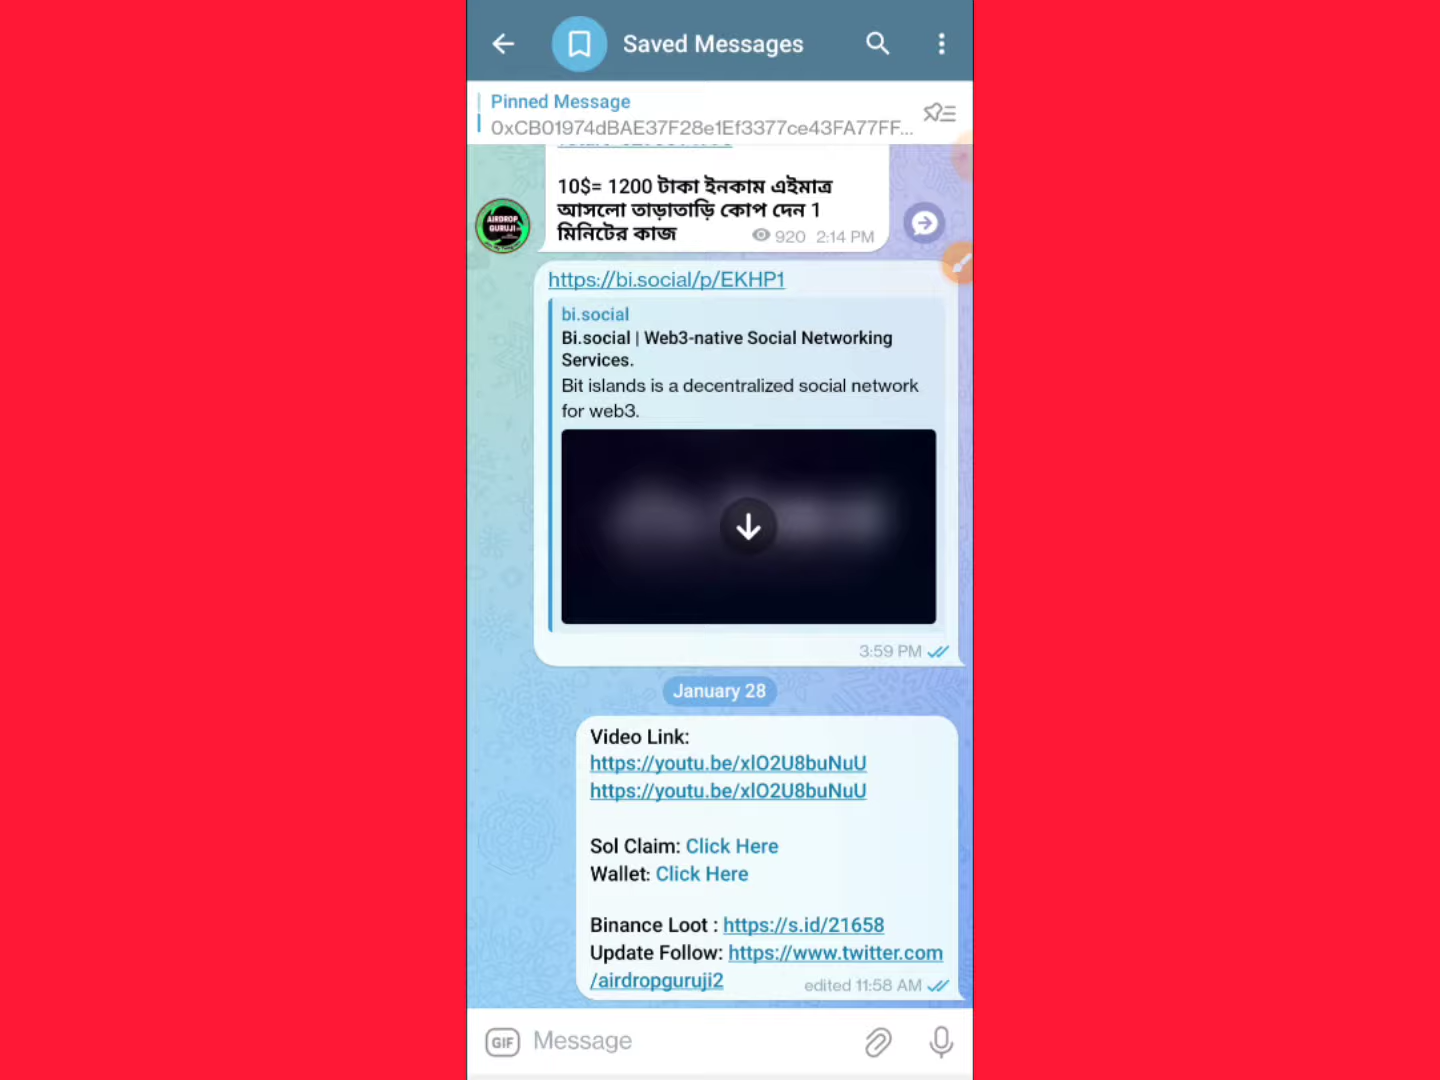 Saved Messages
Pinned Message
0xCB01974dBAE37F28e1Ef3377ce43FA77FF...
10$= 1200 টাকা ইনকাম এইমাত্র
আসলো তাড়াতাড়ি কোপ দেন 1
মিনিটের কাজ
920 2:14 PM
AIRDROP
GURUJI
https://bi.social/p/EKHP1
bi.social
Bi.social | Web3-native Social Networking
Services.
Bit islands is a decentralized social network
for web3.
3:59 PM
January 28
Video Link:
https://youtu.be/xlO2U8buNuU
https://youtu.be/xlO2U8buNuU
Sol Claim: Click Here
Wallet: Click Here
Binance Loot : https://s.id/21658
Update Follow: https://www.twitter.com
/airdropguruji2
edited 11:58 AM
GIF Message